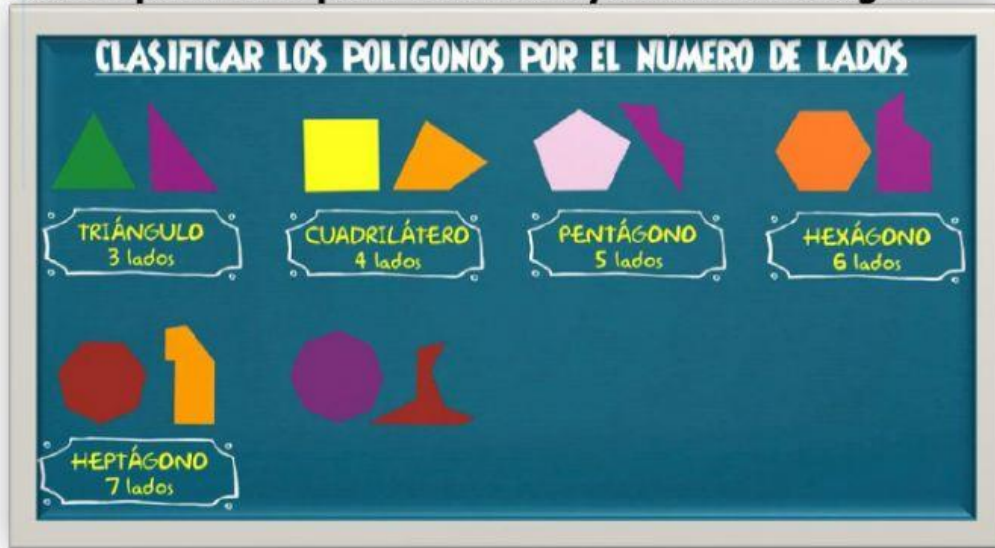 CLASIFICAR LOS POLÍGONOS POR EL NÚMERO DE LADOS
TRIÁNGULO
3 lados
CUADRILÁTERO
4 lados
PENTÁGONO
5 lados
HEXÁGONO
6 lados
HEPTÁGONO
7 lados